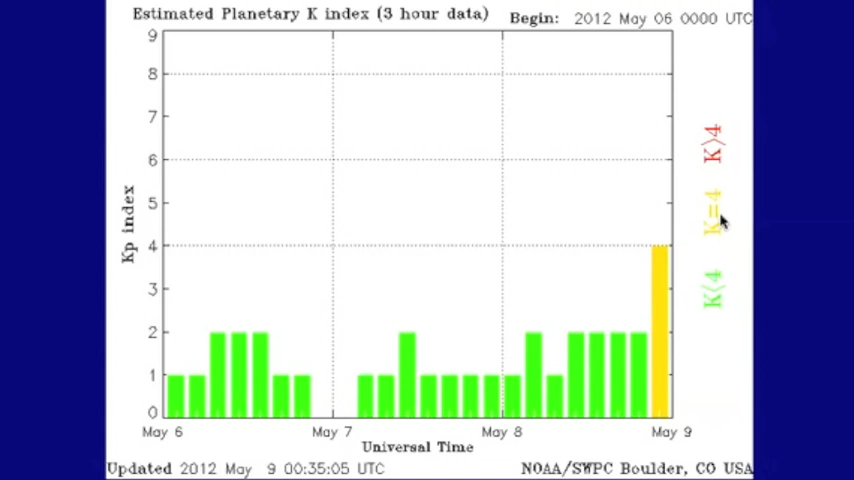 Estimated Planetary K index (3 hour data)
Begin: 2012 May 06 0000 UTC
9
8
7
6
5
4
3
2
1
0
Kp index
K>4
K=4
K<4
May 6
May 7
May 8
May 9
Universal Time
Updated 2012 May 9 00:35:05 UTC
NOAA/SWPC Boulder, CO USA